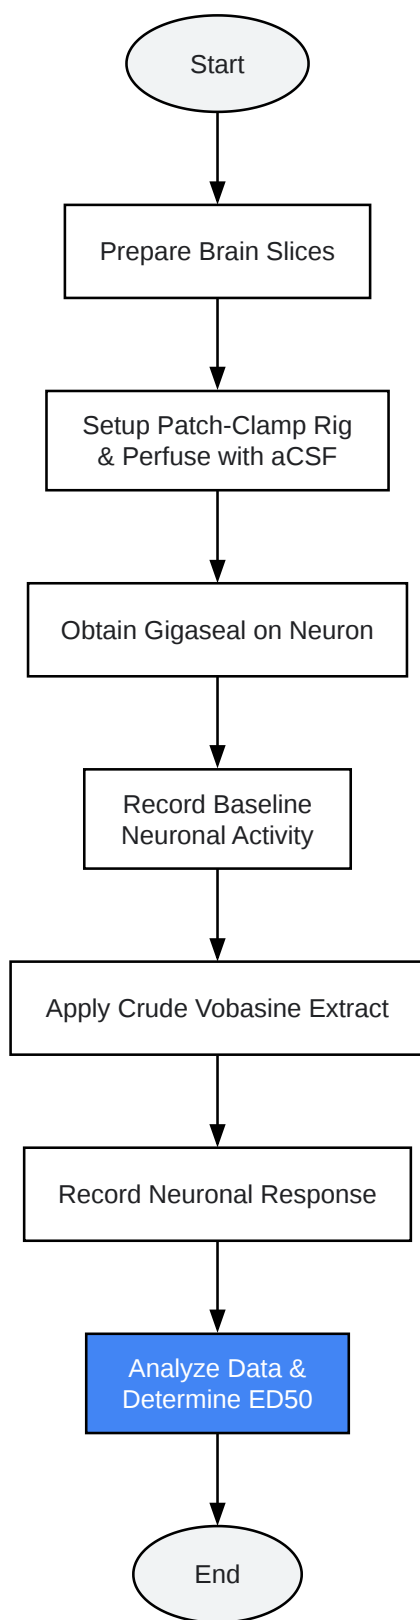 Start
Prepare Brain Slices
Setup Patch-Clamp Rig
& Perfuse with aCSF
Obtain Gigaseal on Neuron
Record Baseline
Neuronal Activity
Apply Crude Vobasine Extract
Record Neuronal Response
Analyze Data &
Determine ED50
End